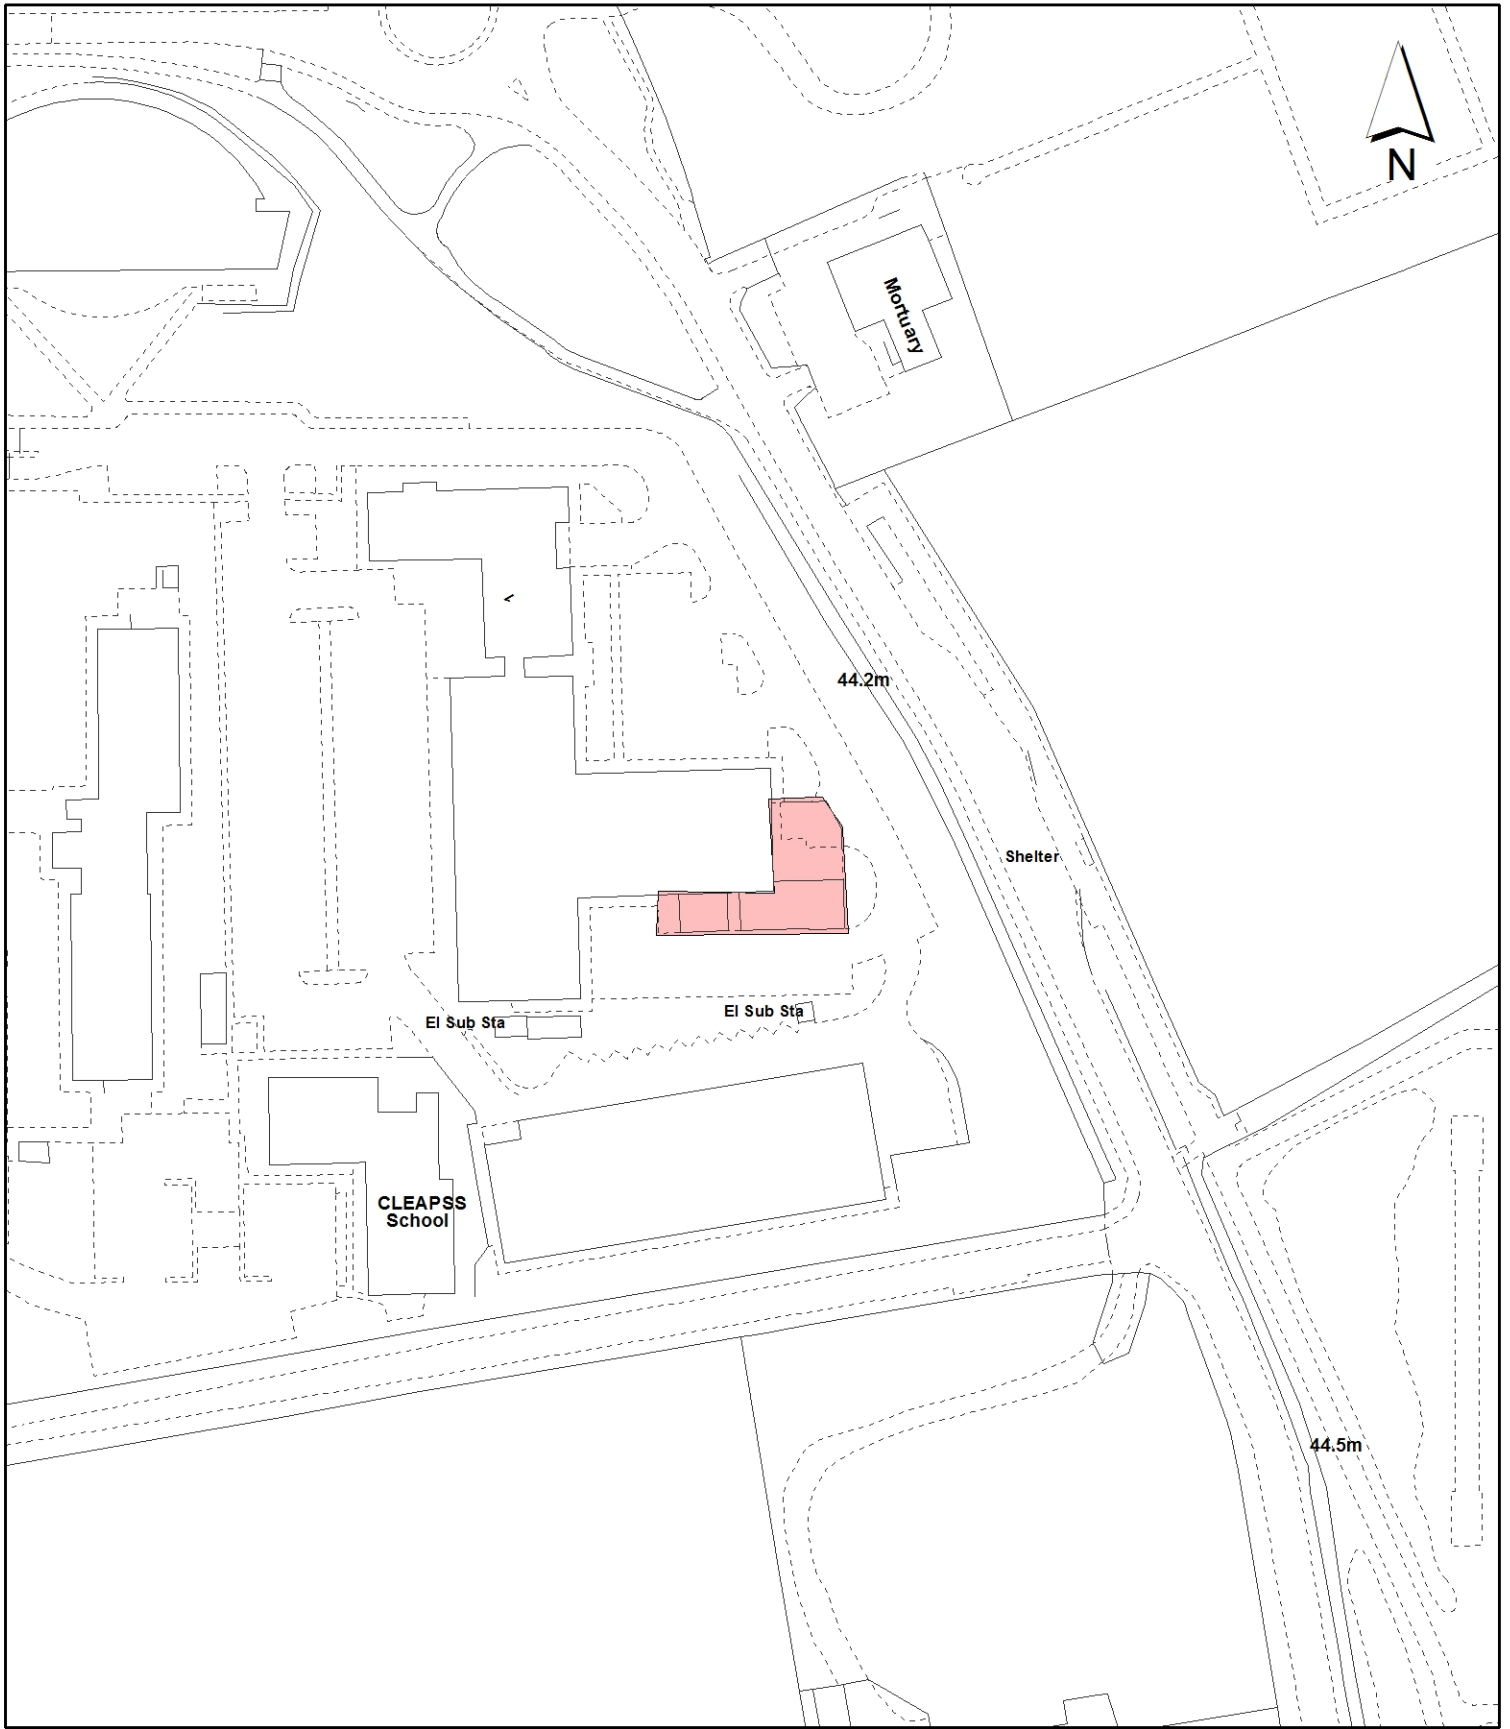 N
Mortuary
44.2m
Shelter
El Sub Sta
El Sub Sta
CLEAPSS
School
44.5m